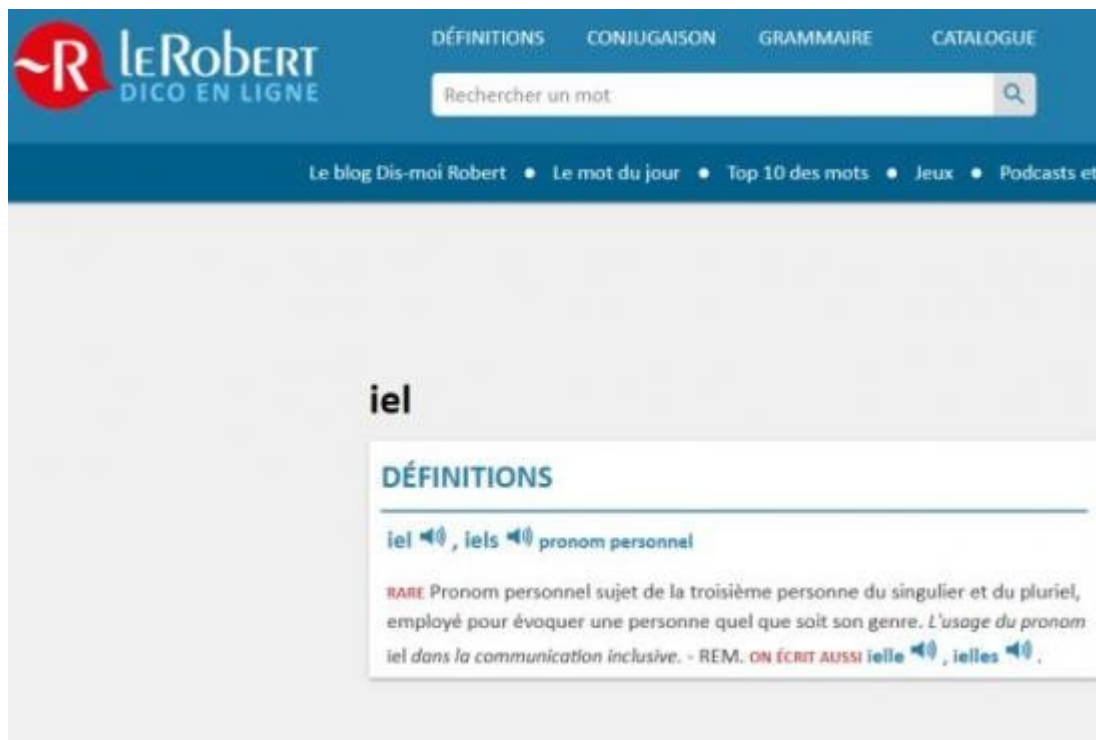 ~R leRobert
DICO EN LIGNE
DÉFINITIONS CONJUGAISON GRAMMAIRE CATALOGUE
Rechercher un mot
Le blog Dis-moi Robert • Le mot du jour • Top 10 des mots • Jeux • Podcasts et
iel
DÉFINITIONS
iel , iels pronom personnel
RARE Pronom personnel sujet de la troisième personne du singulier et du pluriel,
employé pour évoquer une personne quel que soit son genre. L'usage du pronom
iel dans la communication inclusive. - REM. ON ÉCRIT AUSSI ielle , ielles .